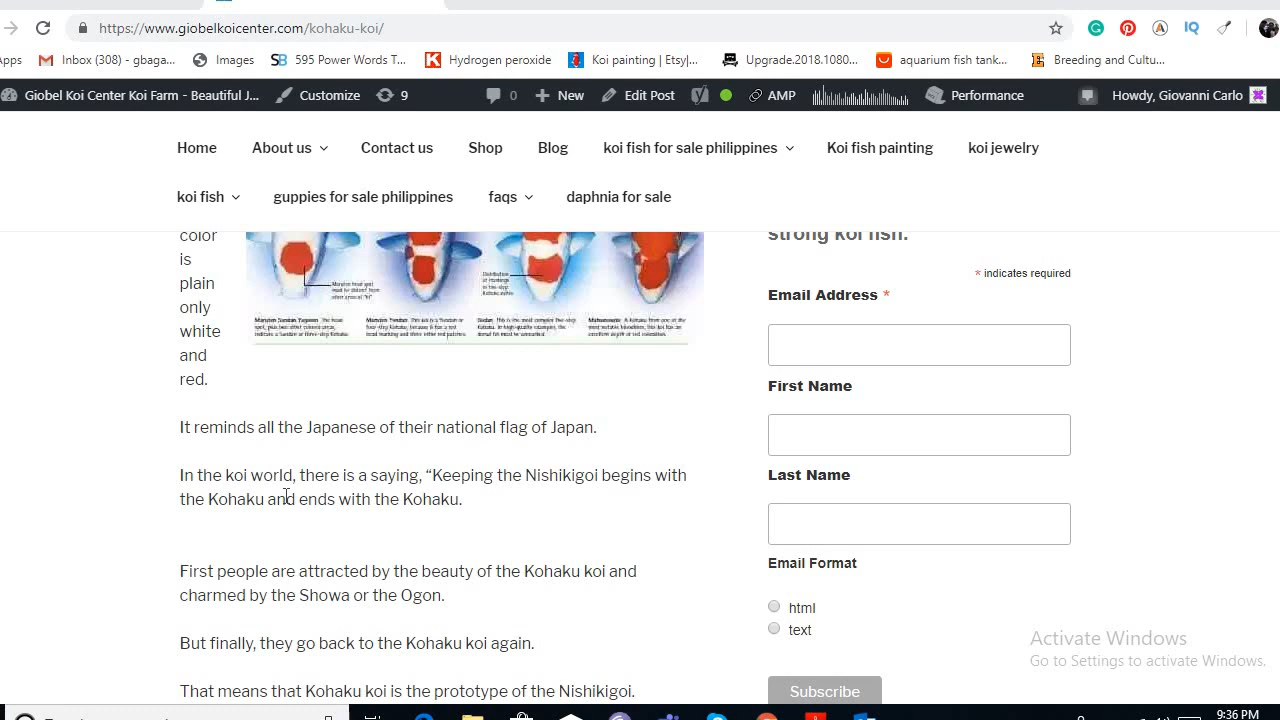 https://www.giobelkoicenter.com/kohaku-koi/
Apps
Inbox (308) - gbaga...
Images
595 Power Words T...
Hydrogen peroxide
Koi painting | Etsy|...
Upgrade.2018.1080...
aquarium fish tank...
Breeding and Cultu...
Giobel Koi Center Koi Farm - Beautiful J...
Customize
9
0
New
Edit Post
AMP
Performance
Howdy, Giovanni Carlo
Home
About us
Contact us
Shop
Blog
koi fish for sale philippines
Koi fish painting
koi jewelry
koi fish
guppies for sale philippines
faqs
daphnia for sale
color
is
plain
only
white
and
red.
It reminds all the Japanese of their national flag of Japan.
In the koi world, there is a saying, “Keeping the Nishikigoi begins with
the Kohaku and ends with the Kohaku.
First people are attracted by the beauty of the Kohaku koi and
charmed by the Showa or the Ogon.
But finally, they go back to the Kohaku koi again.
That means that Kohaku koi is the prototype of the Nishikigoi.
strong koi fish.
* indicates required
Email Address *
First Name
Last Name
Email Format
html
text
Subscribe
Activate Windows
Go to Settings to activate Windows.
9:36 PM